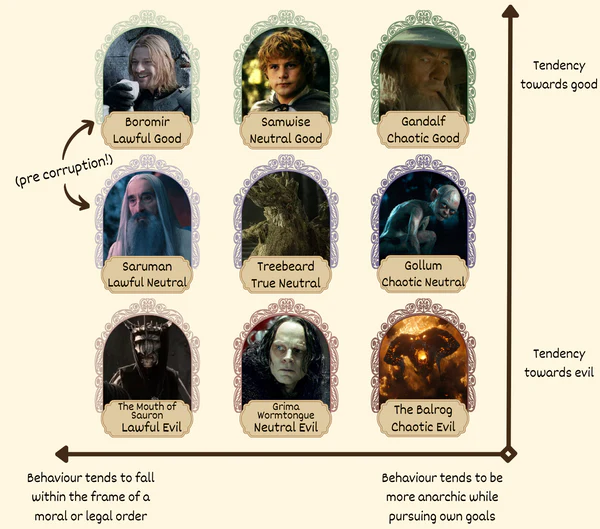 Tendency
towards good
Boromir
Lawful Good
Samwise
Neutral Good
Gandalf
Chaotic Good
(pre corruption!)
Saruman
Lawful Neutral
Treebeard
True Neutral
Gollum
Chaotic Neutral
Tendency
towards evil
The Mouth of
Sauron
Lawful Evil
Grima
Wormtongue
Neutral Evil
The Balrog
Chaotic Evil
Behaviour tends to fall
within the frame of a
moral or legal order
Behaviour tends to be
more anarchic while
pursuing own goals